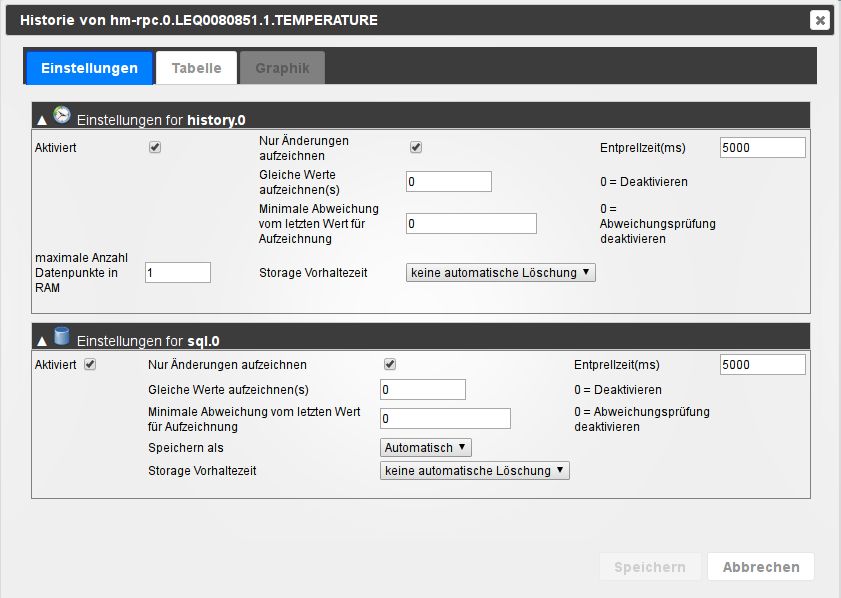 Historie von hm-rpc.0.LEQ0080851.1.TEMPERATURE
Einstellungen Tabelle Graphik
Einstellungen for history.0
Aktiviert
Nur Änderungen
aufzeichnen
Entprellzeit(ms) 5000
Gleiche Werte
aufzeichnen(s)
0
0 = Deaktivieren
Minimale Abweichung
vom letzten Wert für
Aufzeichnung
0
0 =
Abweichungsprüfung
deaktivieren
maximale Anzahl
Datenpunkte in
RAM
1
Storage Vorhaltezeit
keine automatische Löschung
Einstellungen for sql.0
Aktiviert
Nur Änderungen aufzeichnen
Entprellzeit(ms) 5000
Gleiche Werte aufzeichnen(s)
0
0 = Deaktivieren
Minimale Abweichung vom letzten Wert
für Aufzeichnung
0
0 = Abweichungsprüfung
deaktivieren
Speichern als
Automatisch
Storage Vorhaltezeit
keine automatische Löschung
Speichern Abbrechen